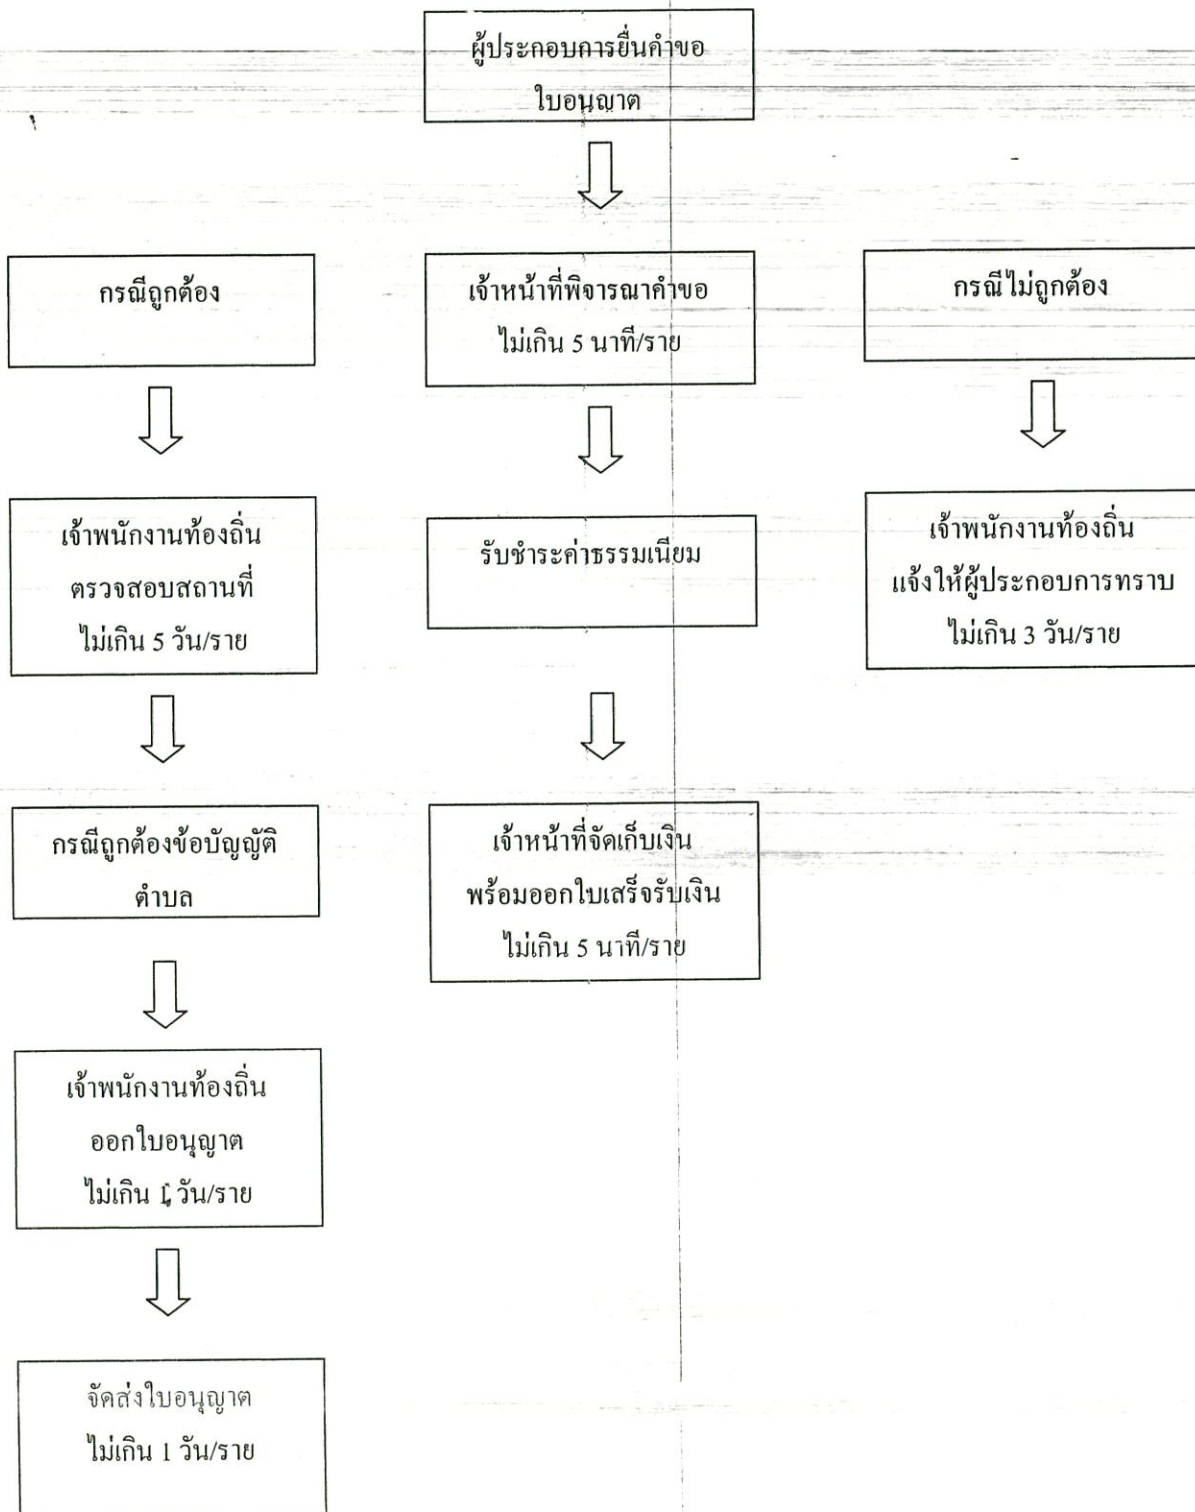 ผู้ประกอบการยื่นคำขอ
ใบอนุญาต
กรณีถูกต้อง
เจ้าหน้าที่พิจารณาคำขอ
ไม่เกิน 5 นาที/ราย
กรณีไม่ถูกต้อง
เจ้าพนักงานท้องถิ่น
ตรวจสอบสถานที่
ไม่เกิน 5 วัน/ราย
รับชำระค่าธรรมเนียม
เจ้าพนักงานท้องถิ่น
แจ้งให้ผู้ประกอบการทราบ
ไม่เกิน 3 วัน/ราย
กรณีถูกต้องข้อบัญญัติ
ตำบล
เจ้าหน้าที่จัดเก็บเงิน
พร้อมออกใบเสร็จรับเงิน
ไม่เกิน 5 นาที/ราย
เจ้าพนักงานท้องถิ่น
ออกใบอนุญาต
ไม่เกิน 1 วัน/ราย
จัดส่งใบอนุญาต
ไม่เกิน 1 วัน/ราย